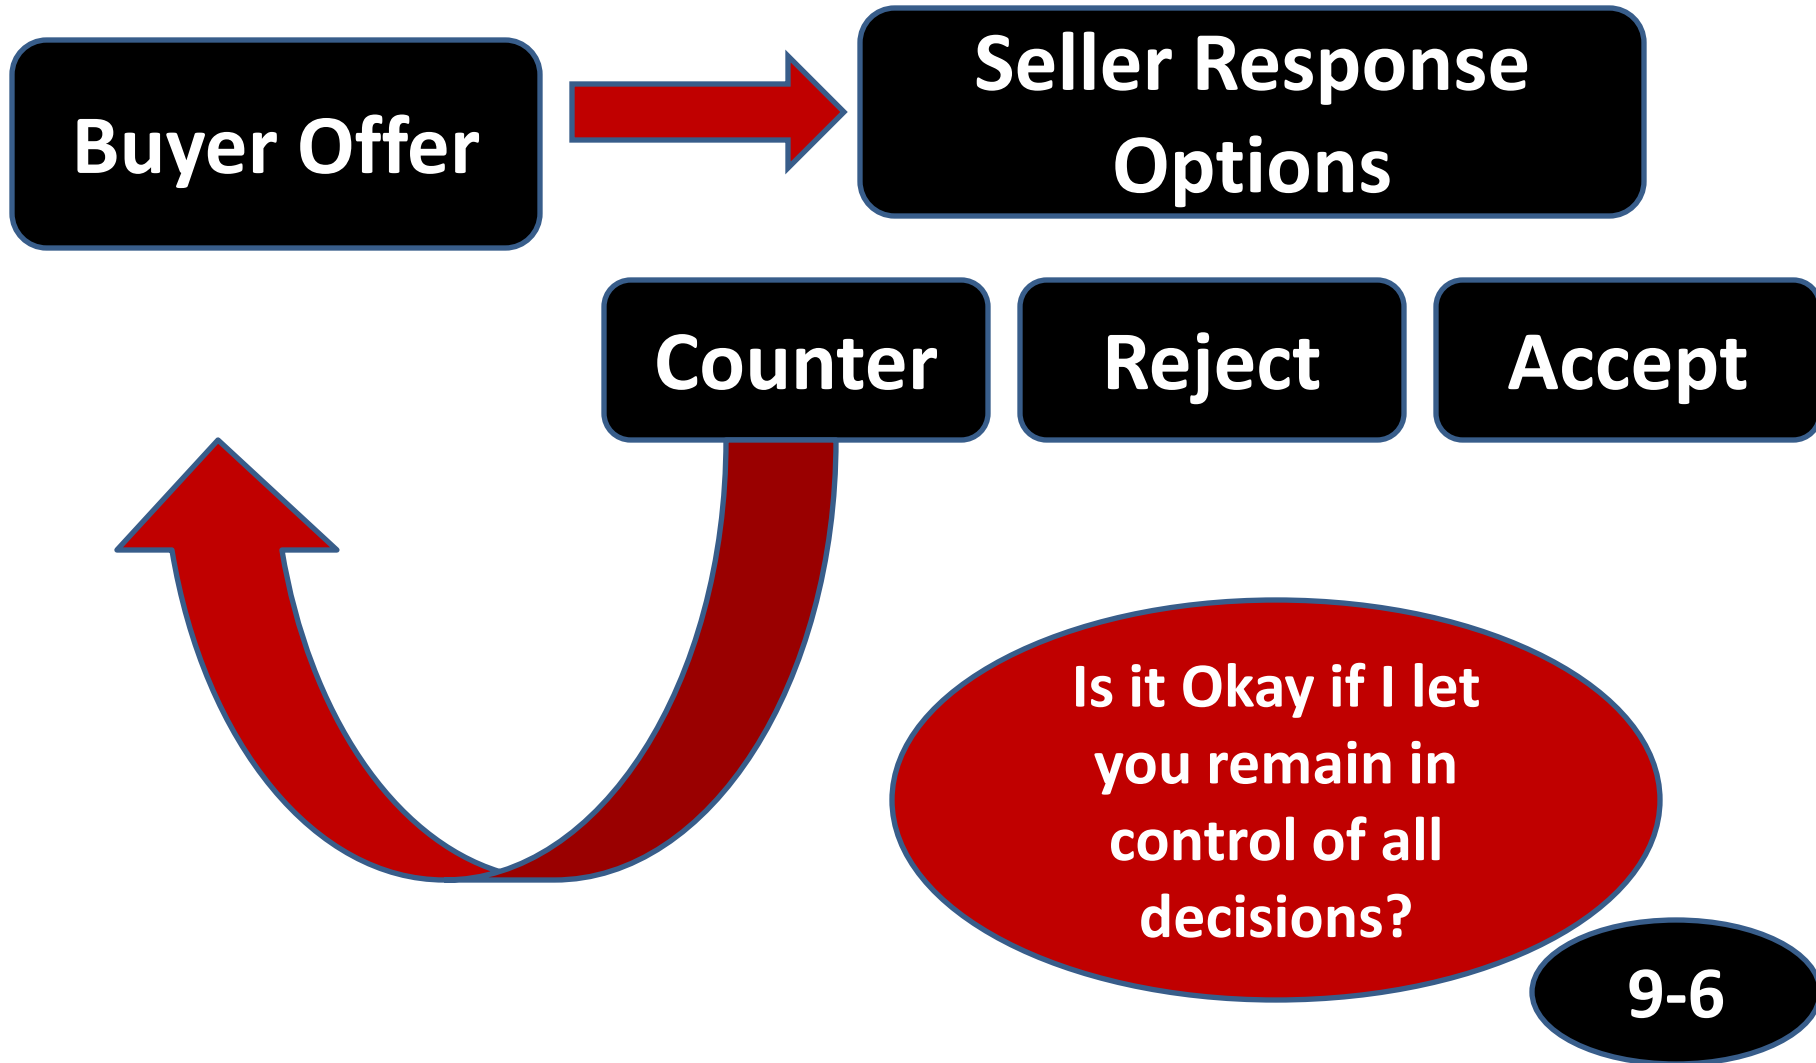 Buyer Offer
Seller Response
Options
Counter
Reject
Accept
Is it Okay if I let
you remain in
control of all
decisions?
9-6